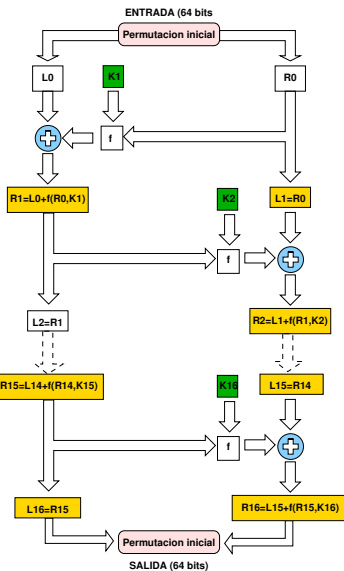 ENTRADA (64 bits
Permutacion inicial
L0
K1
R0
f
R1=L0+f(R0,K1)
K2
L1=R0
f
L2=R1
R2=L1+f(R1,K2)
R15=L14+f(R14,K15)
K16
L15=R14
f
L16=R15
R16=L15+f(R15,K16)
Permutacion inicial
SALIDA (64 bits)